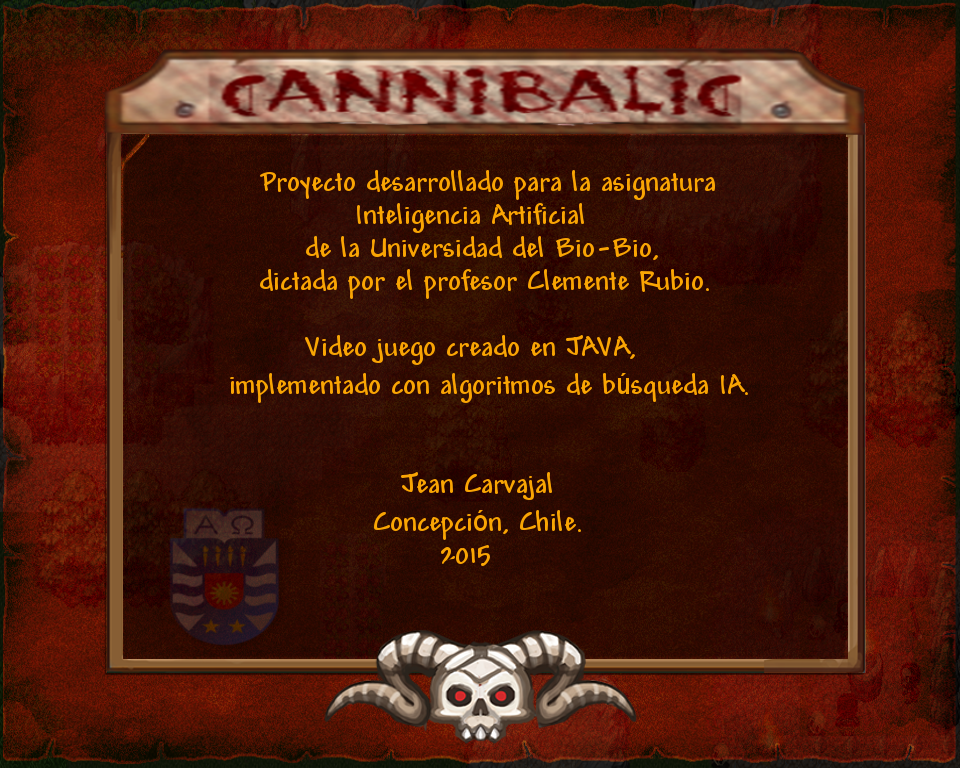 CANNiBALiC
Proyecto desarrollado para la asignatura
Inteligencia Artificial
de la Universidad del Bio-Bio,
dictada por el profesor Clemente Rubio.
Video juego creado en JAVA,
implementado con algoritmos de búsqueda IA.
Jean Carvajal
Concepción, Chile.
2015
Α Ω